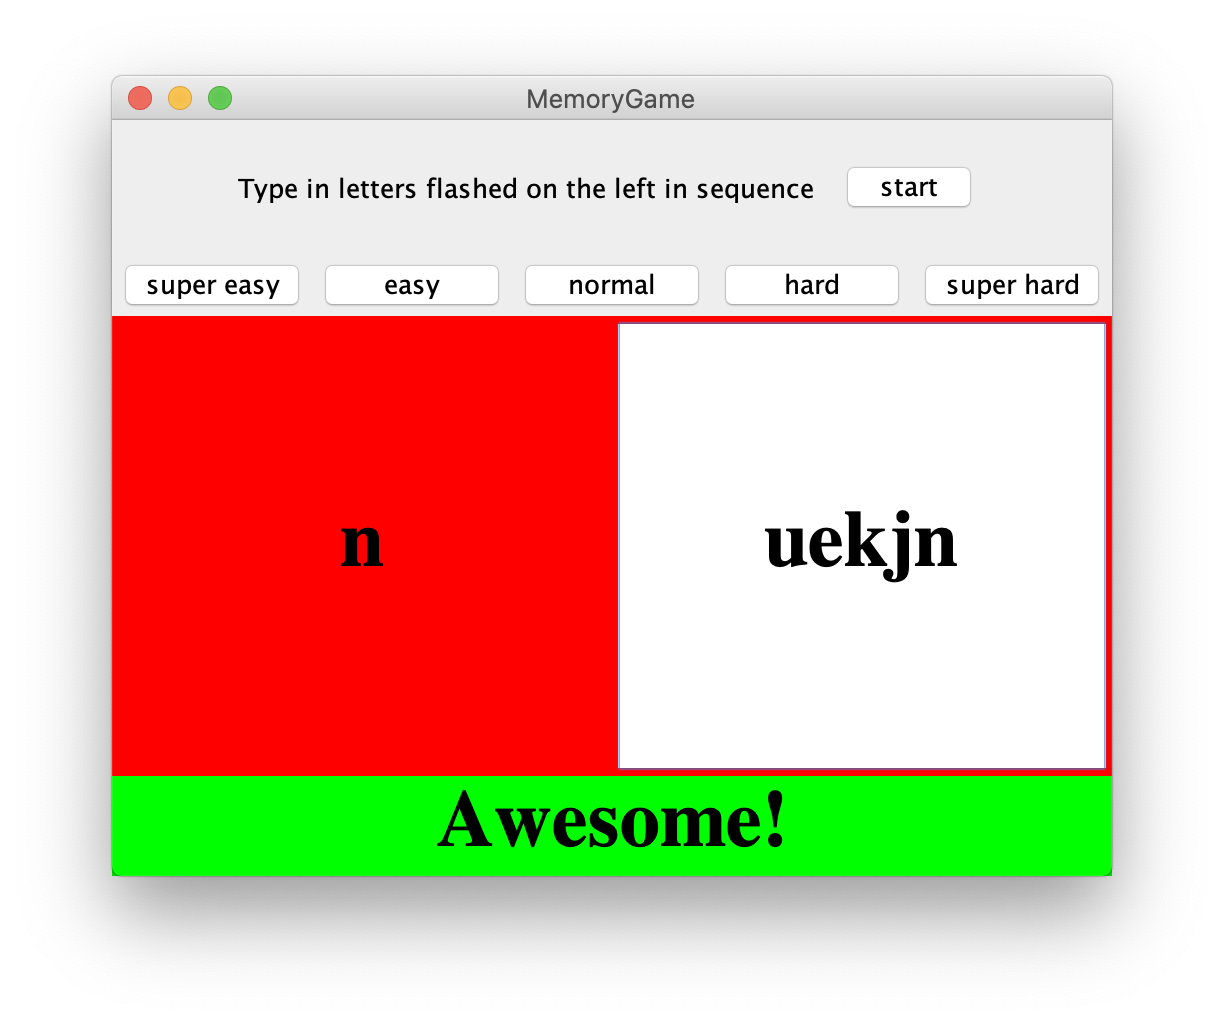 MemoryGame
Type in letters flashed on the left in sequence start
super easy easy normal hard super hard
n uekjn
Awesome!